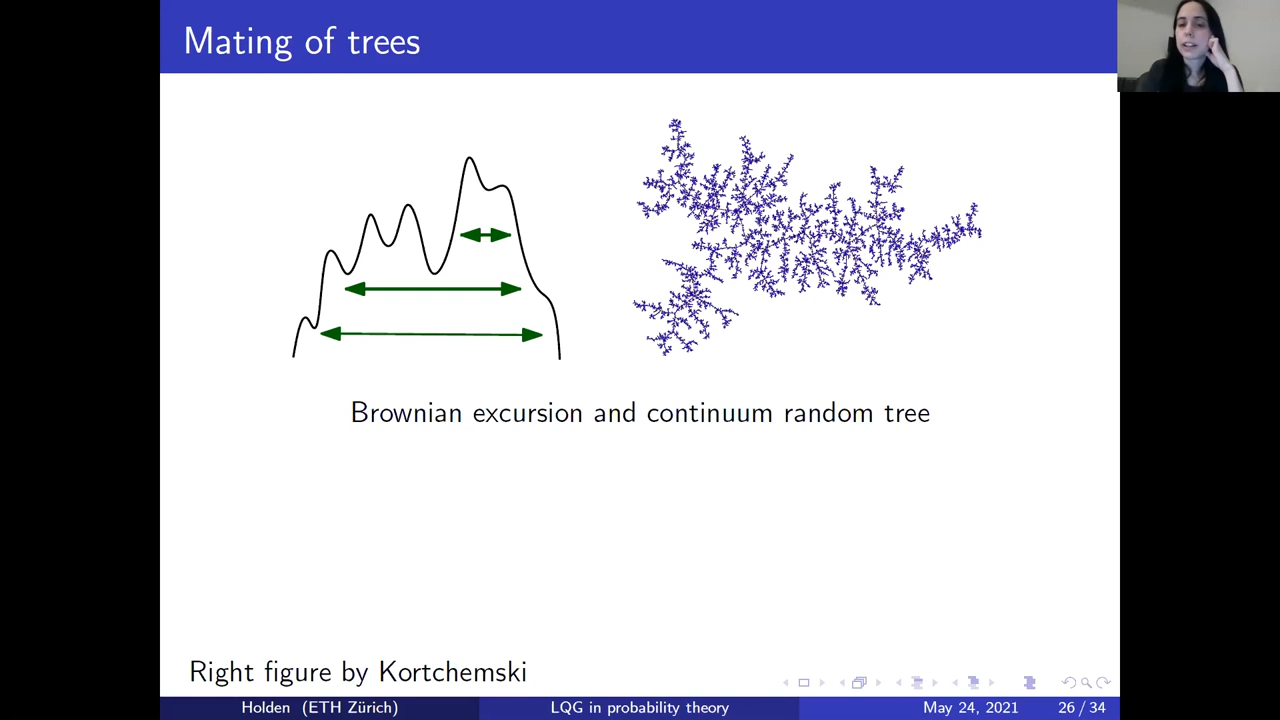 Mating of trees
Brownian excursion and continuum random tree
Right figure by Kortchemski
Holden (ETH Zürich)
LQG in probability theory
May 24, 2021
26 / 34